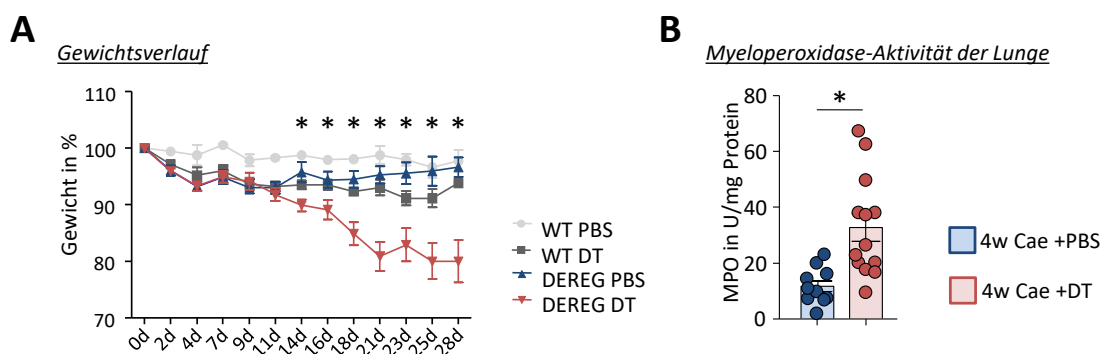 A
Gewichtsverlauf
Gewicht in %
110
100
90
80
70
* * * * * * *
0d 2d 4d 7d 9d 11d 14d 16d 18d 21d 23d 25d 28d
WT PBS
WT DT
DEREG PBS
DEREG DT
B
Myeloperoxidase-Aktivität der Lunge
MPO in U/mg Protein
80
60
40
20
0
*
4w Cae +PBS
4w Cae +DT